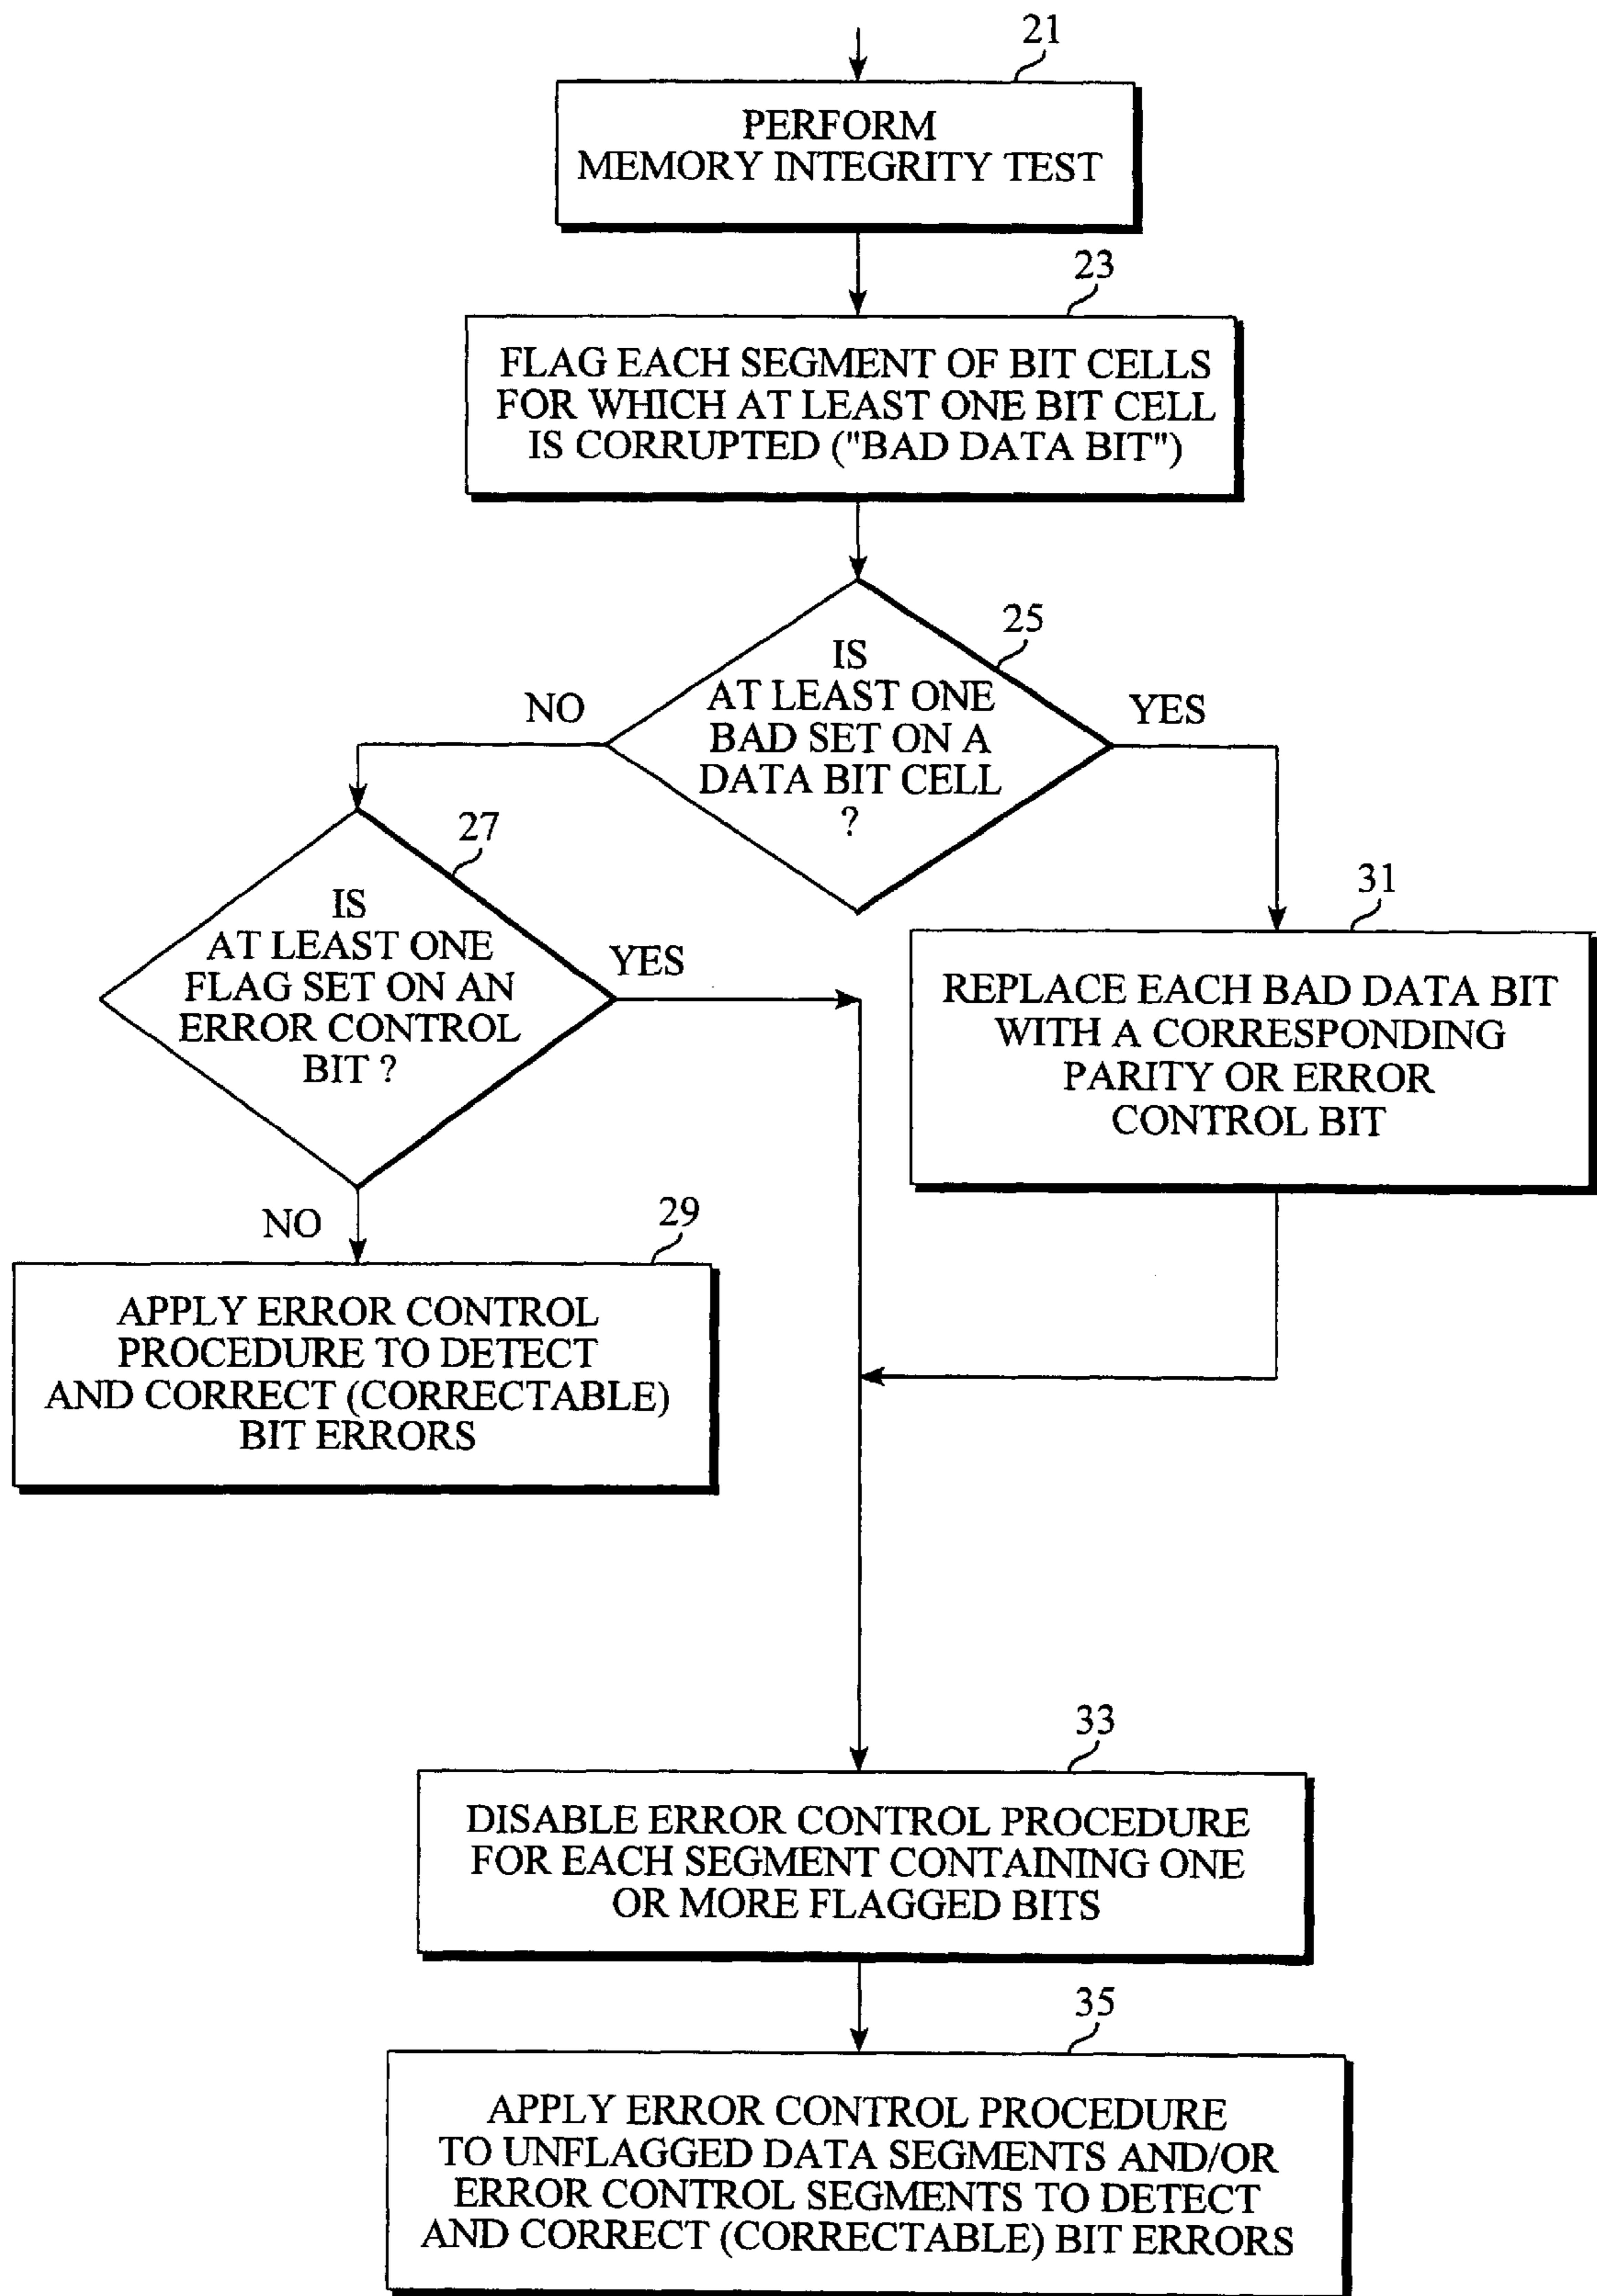 21
PERFORM
MEMORY INTEGRITY TEST
23
FLAG EACH SEGMENT OF BIT CELLS
FOR WHICH AT LEAST ONE BIT CELL
IS CORRUPTED ("BAD DATA BIT")
25
IS
AT LEAST ONE
BAD SET ON A
DATA BIT CELL
?
NO
YES
27
IS
AT LEAST ONE
FLAG SET ON AN
ERROR CONTROL
BIT ?
YES
31
REPLACE EACH BAD DATA BIT
WITH A CORRESPONDING
PARITY OR ERROR
CONTROL BIT
NO
29
APPLY ERROR CONTROL
PROCEDURE TO DETECT
AND CORRECT (CORRECTABLE)
BIT ERRORS
33
DISABLE ERROR CONTROL PROCEDURE
FOR EACH SEGMENT CONTAINING ONE
OR MORE FLAGGED BITS
35
APPLY ERROR CONTROL PROCEDURE
TO UNFLAGGED DATA SEGMENTS AND/OR
ERROR CONTROL SEGMENTS TO DETECT
AND CORRECT (CORRECTABLE) BIT ERRORS